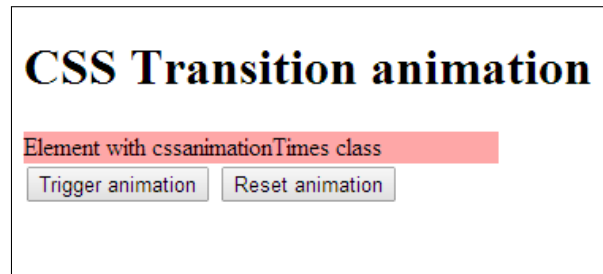 CSS Transition animation
Element with cssanimationTimes class
Trigger animation Reset animation